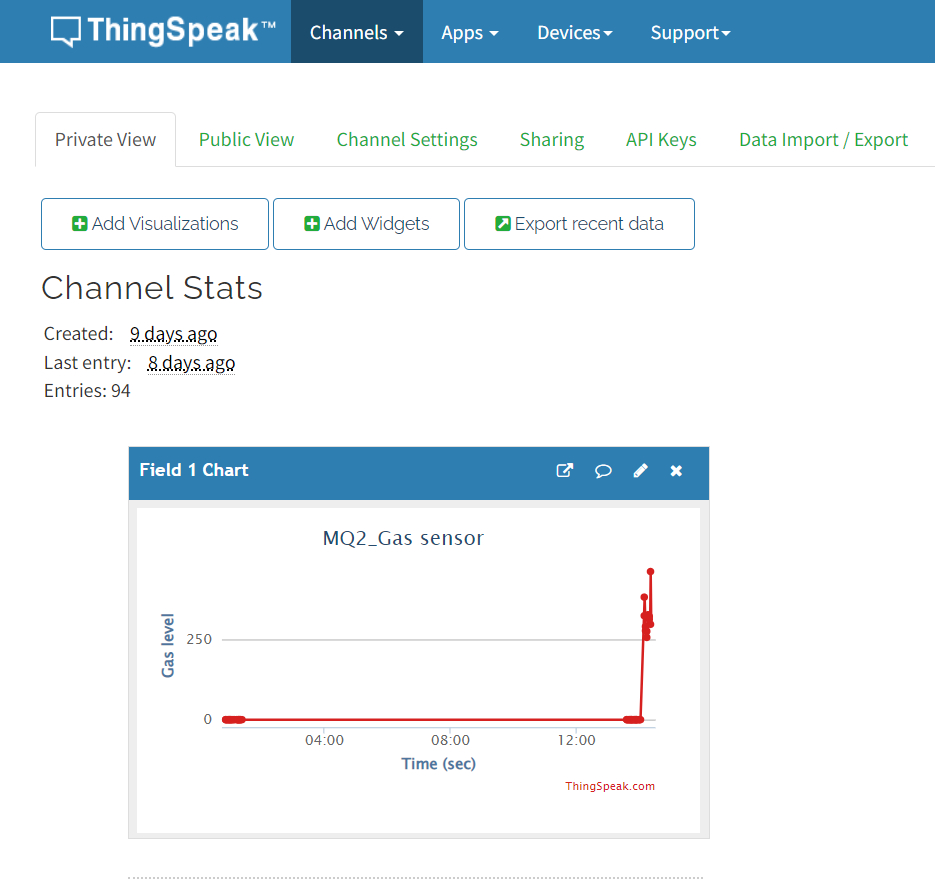 ThingSpeak™ Channels Apps Devices Support
Private View Public View Channel Settings Sharing API Keys Data Import / Export
Add Visualizations Add Widgets Export recent data
Channel Stats
Created: 9 days ago
Last entry: 8 days ago
Entries: 94
Field 1 Chart
MQ2_Gas sensor
Gas level
250
0
04:00 08:00 12:00
Time (sec)
ThingSpeak.com